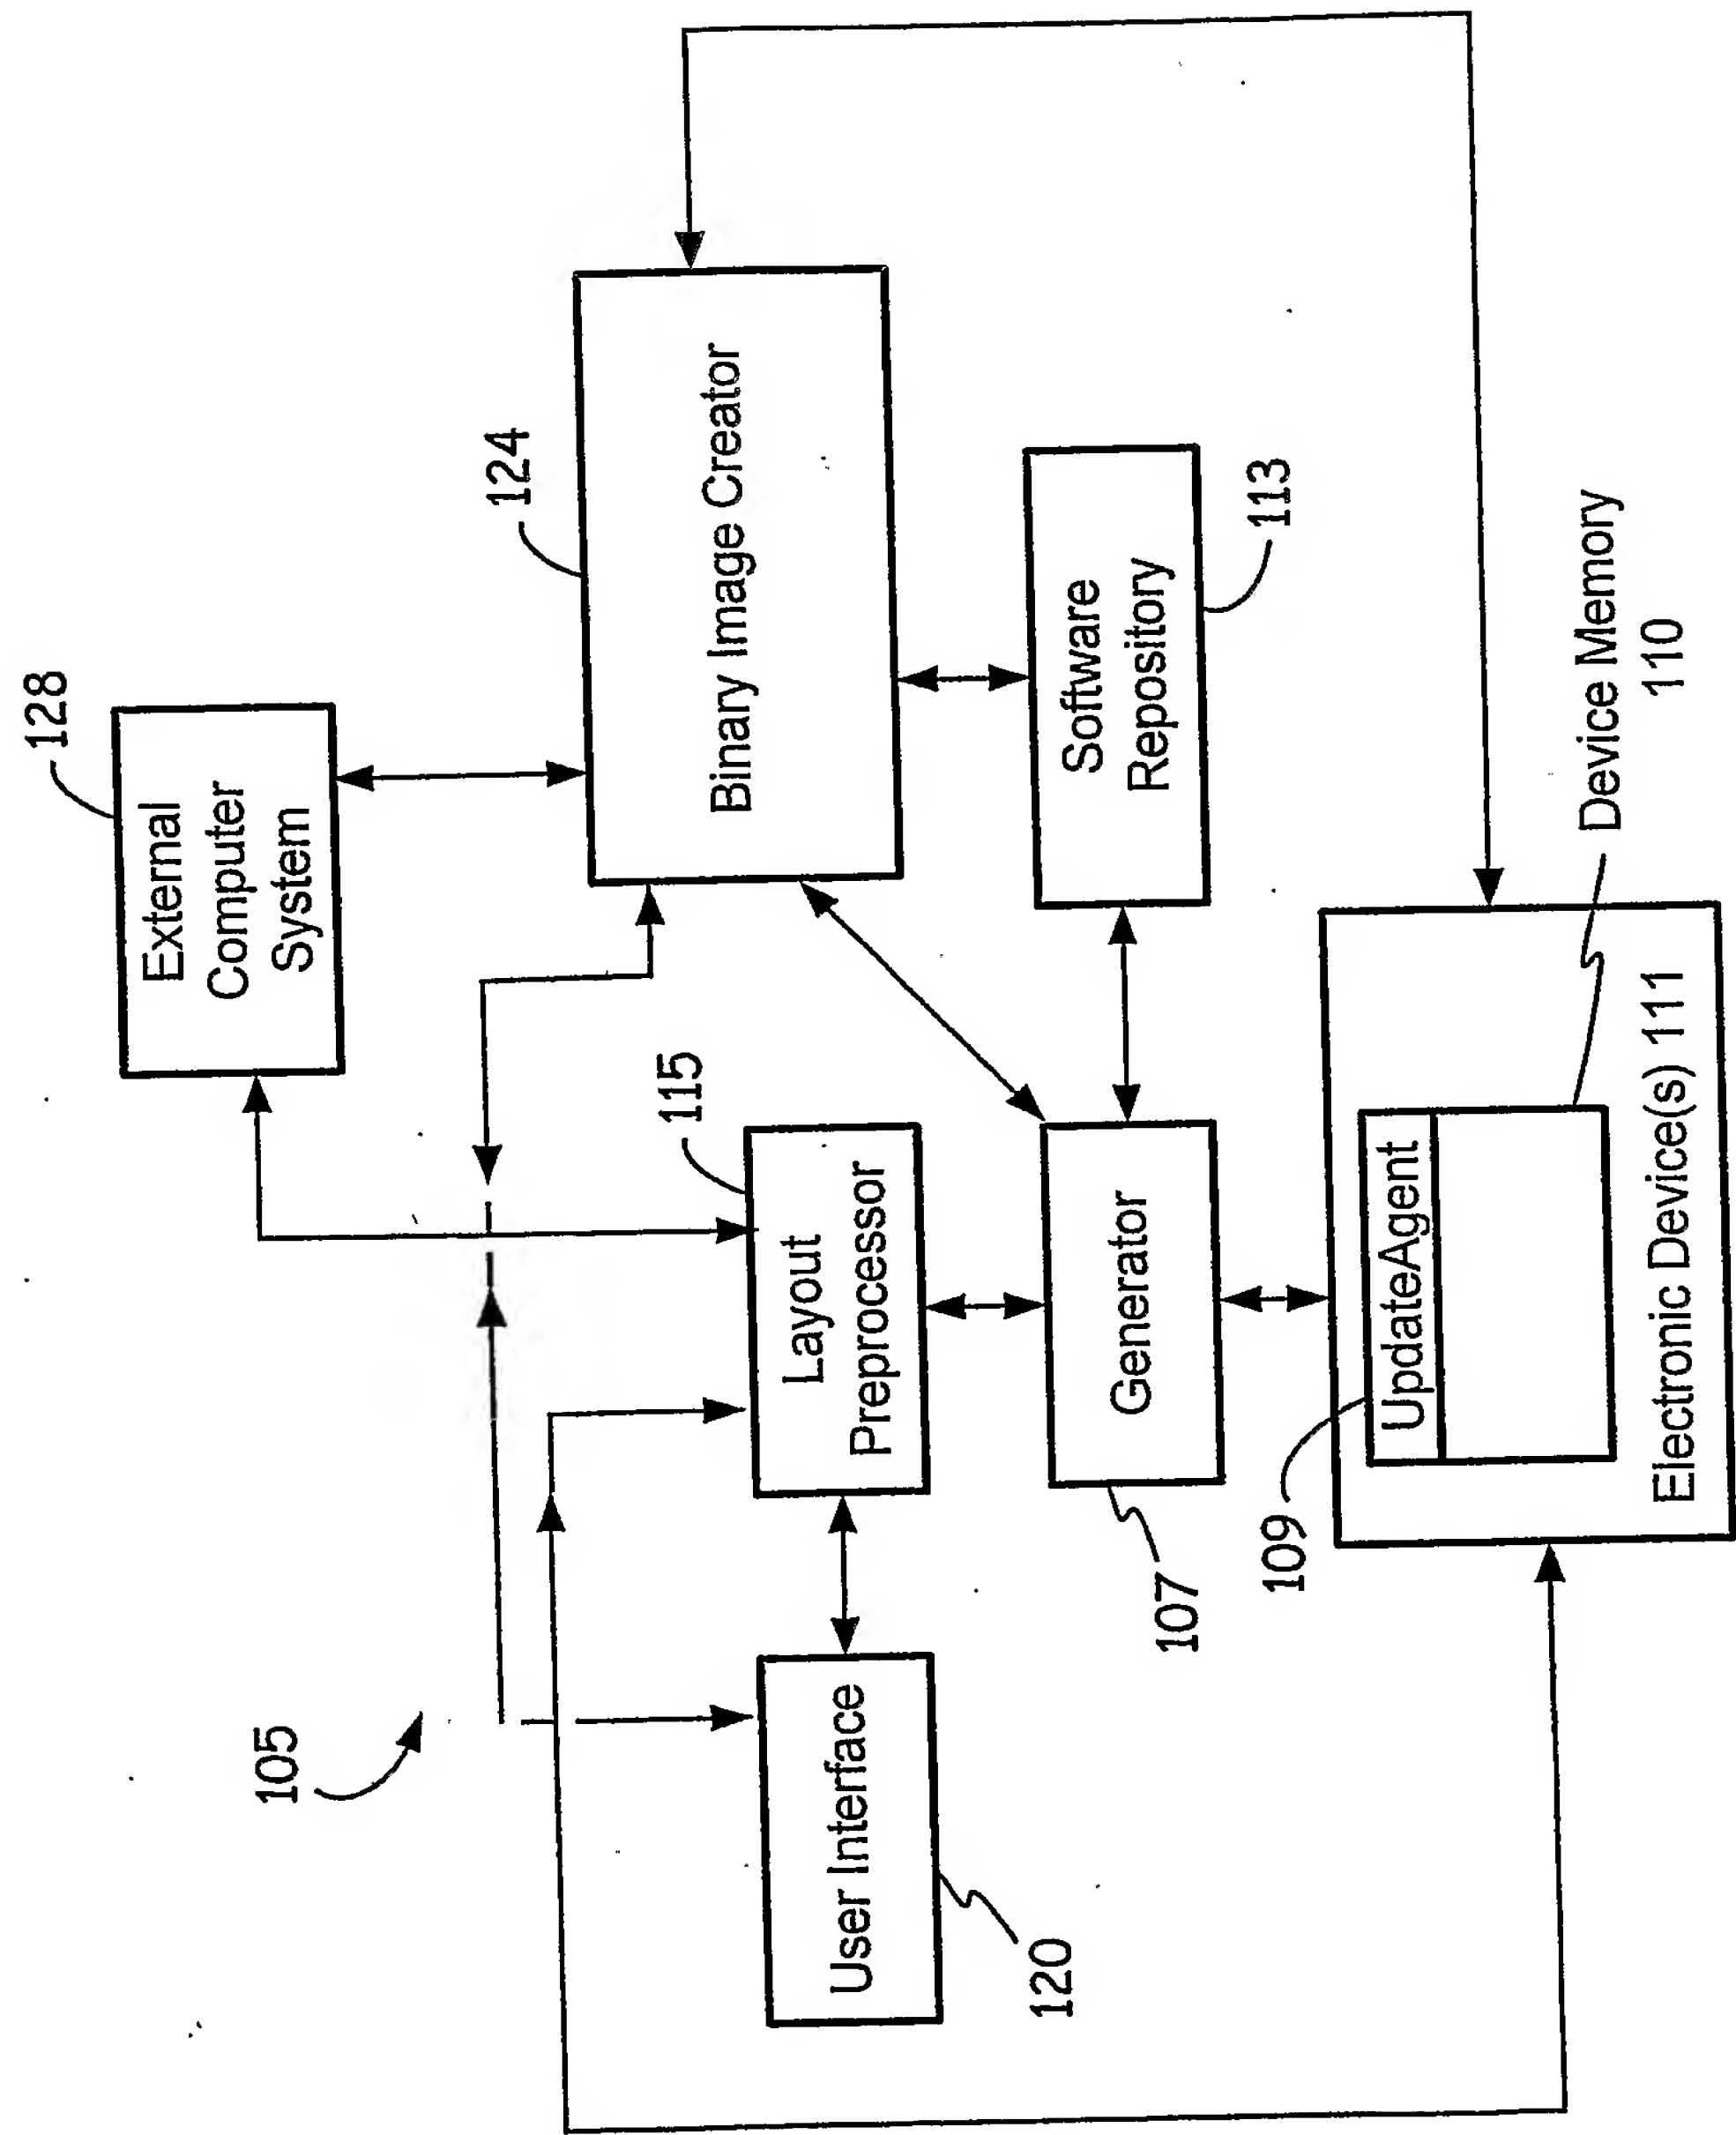 128
External
Computer
System
124
Binary Image Creator
105
115
Layout
Preprocessor
User Interface
120
Software
Repository
113
Generator
107
109
UpdateAgent
Electronic Device(s) 111
Device Memory
110